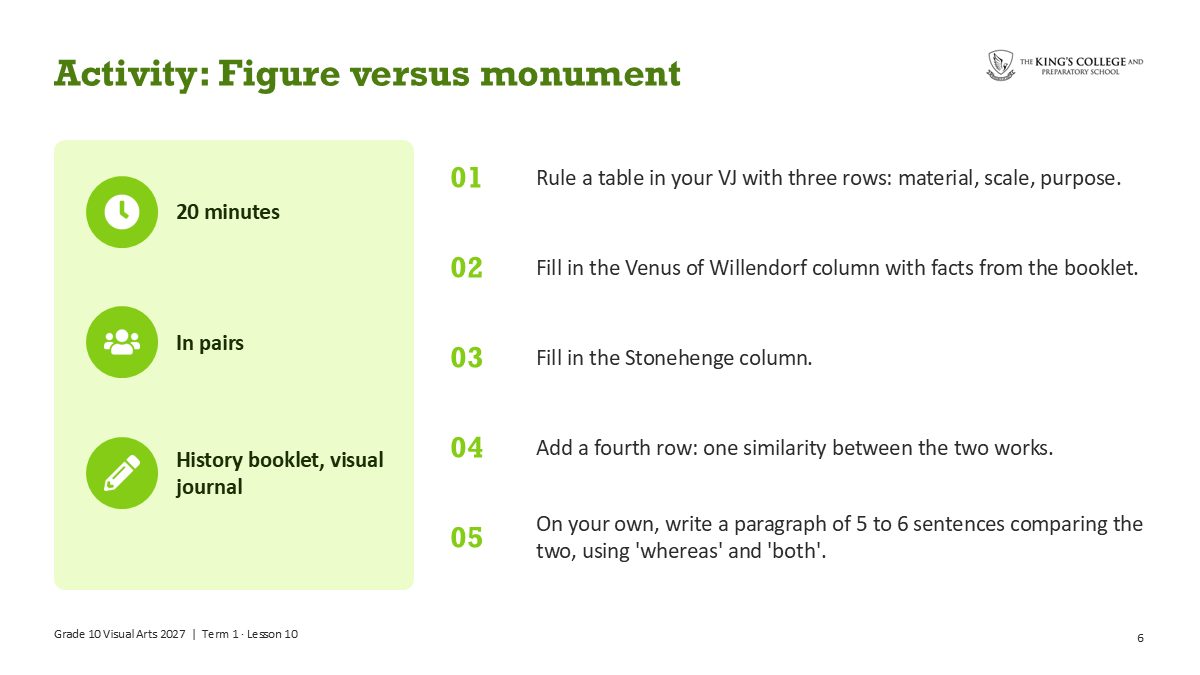 Activity: Figure versus monument
THE KING'S COLLEGE AND
PREPARATORY SCHOOL
20 minutes
In pairs
History booklet, visual
journal
01 Rule a table in your VJ with three rows: material, scale, purpose.
02 Fill in the Venus of Willendorf column with facts from the booklet.
03 Fill in the Stonehenge column.
04 Add a fourth row: one similarity between the two works.
05 On your own, write a paragraph of 5 to 6 sentences comparing the
two, using 'whereas' and 'both'.
Grade 10 Visual Arts 2027 | Term 1 · Lesson 10
6